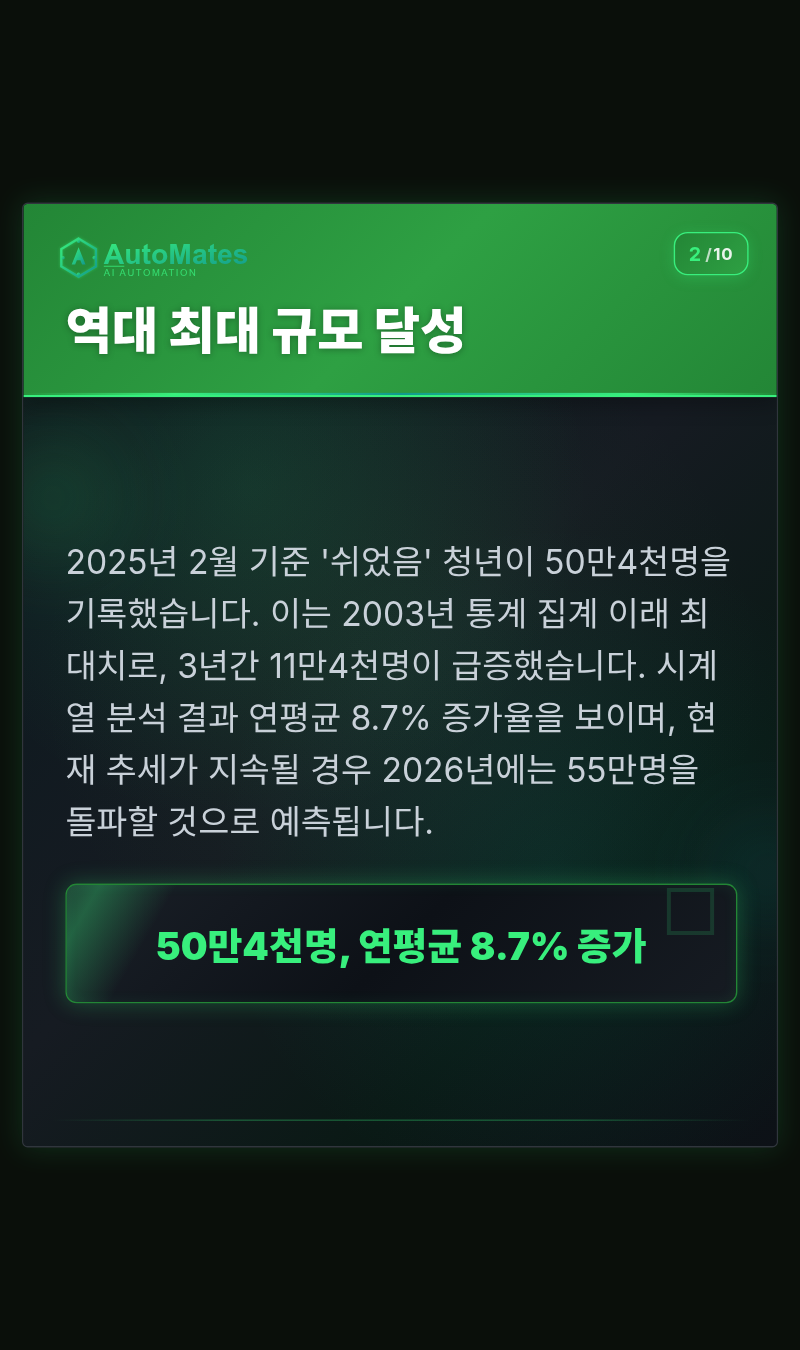 AutoMates
AI AUTOMATION
2 / 10
역대 최대 규모 달성
2025년 2월 기준 '쉬었음' 청년이 50만4천명을
기록했습니다. 이는 2003년 통계 집계 이래 최
대치로, 3년간 11만4천명이 급증했습니다. 시계
열 분석 결과 연평균 8.7% 증가율을 보이며, 현
재 추세가 지속될 경우 2026년에는 55만명을
돌파할 것으로 예측됩니다.
50만4천명, 연평균 8.7% 증가